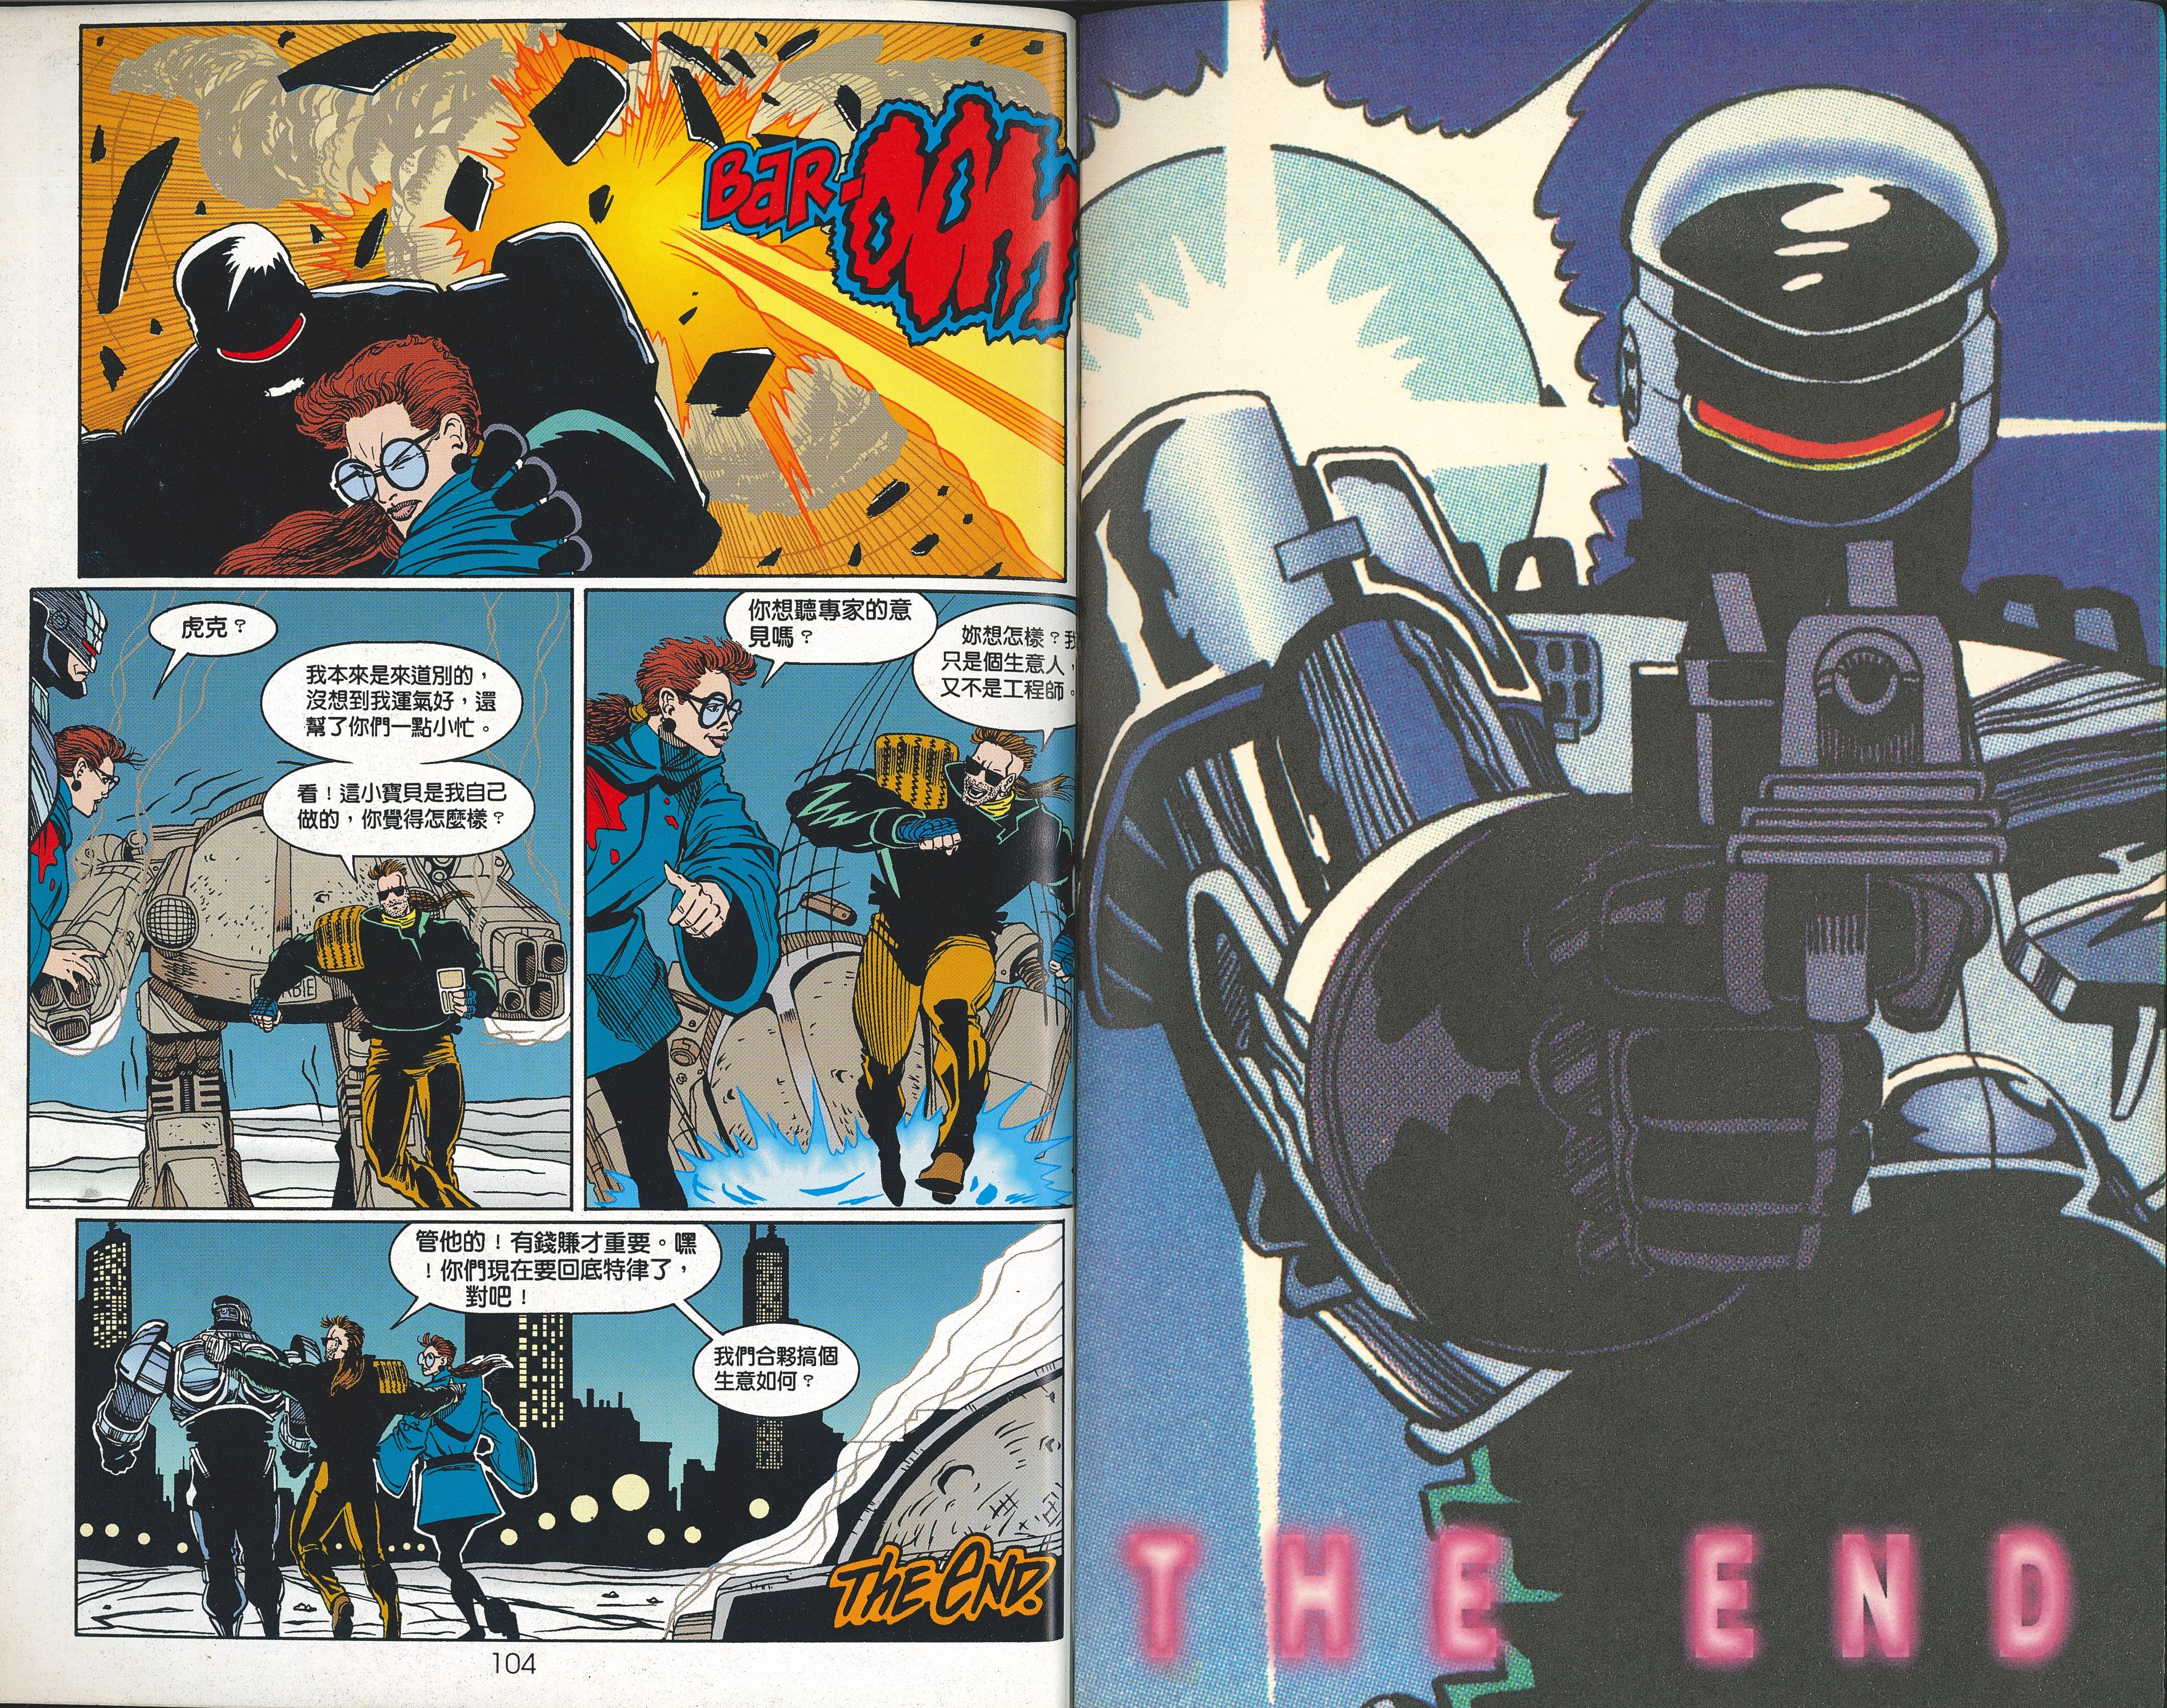 BAR-OOM
虎克？
我本來是來道別的，
沒想到我運氣好，還
幫了你們一點小忙。
看！這小寶貝是我自己
做的，你覺得怎麼樣？
你想聽專家的意
見嗎？
妳想怎樣？我
只是個生意人，
又不是工程師。
管他的！有錢賺才重要。嘿
！你們現在要回底特律了，
對吧！
我們合夥搞個
生意如何？
THE END.
104
THE END